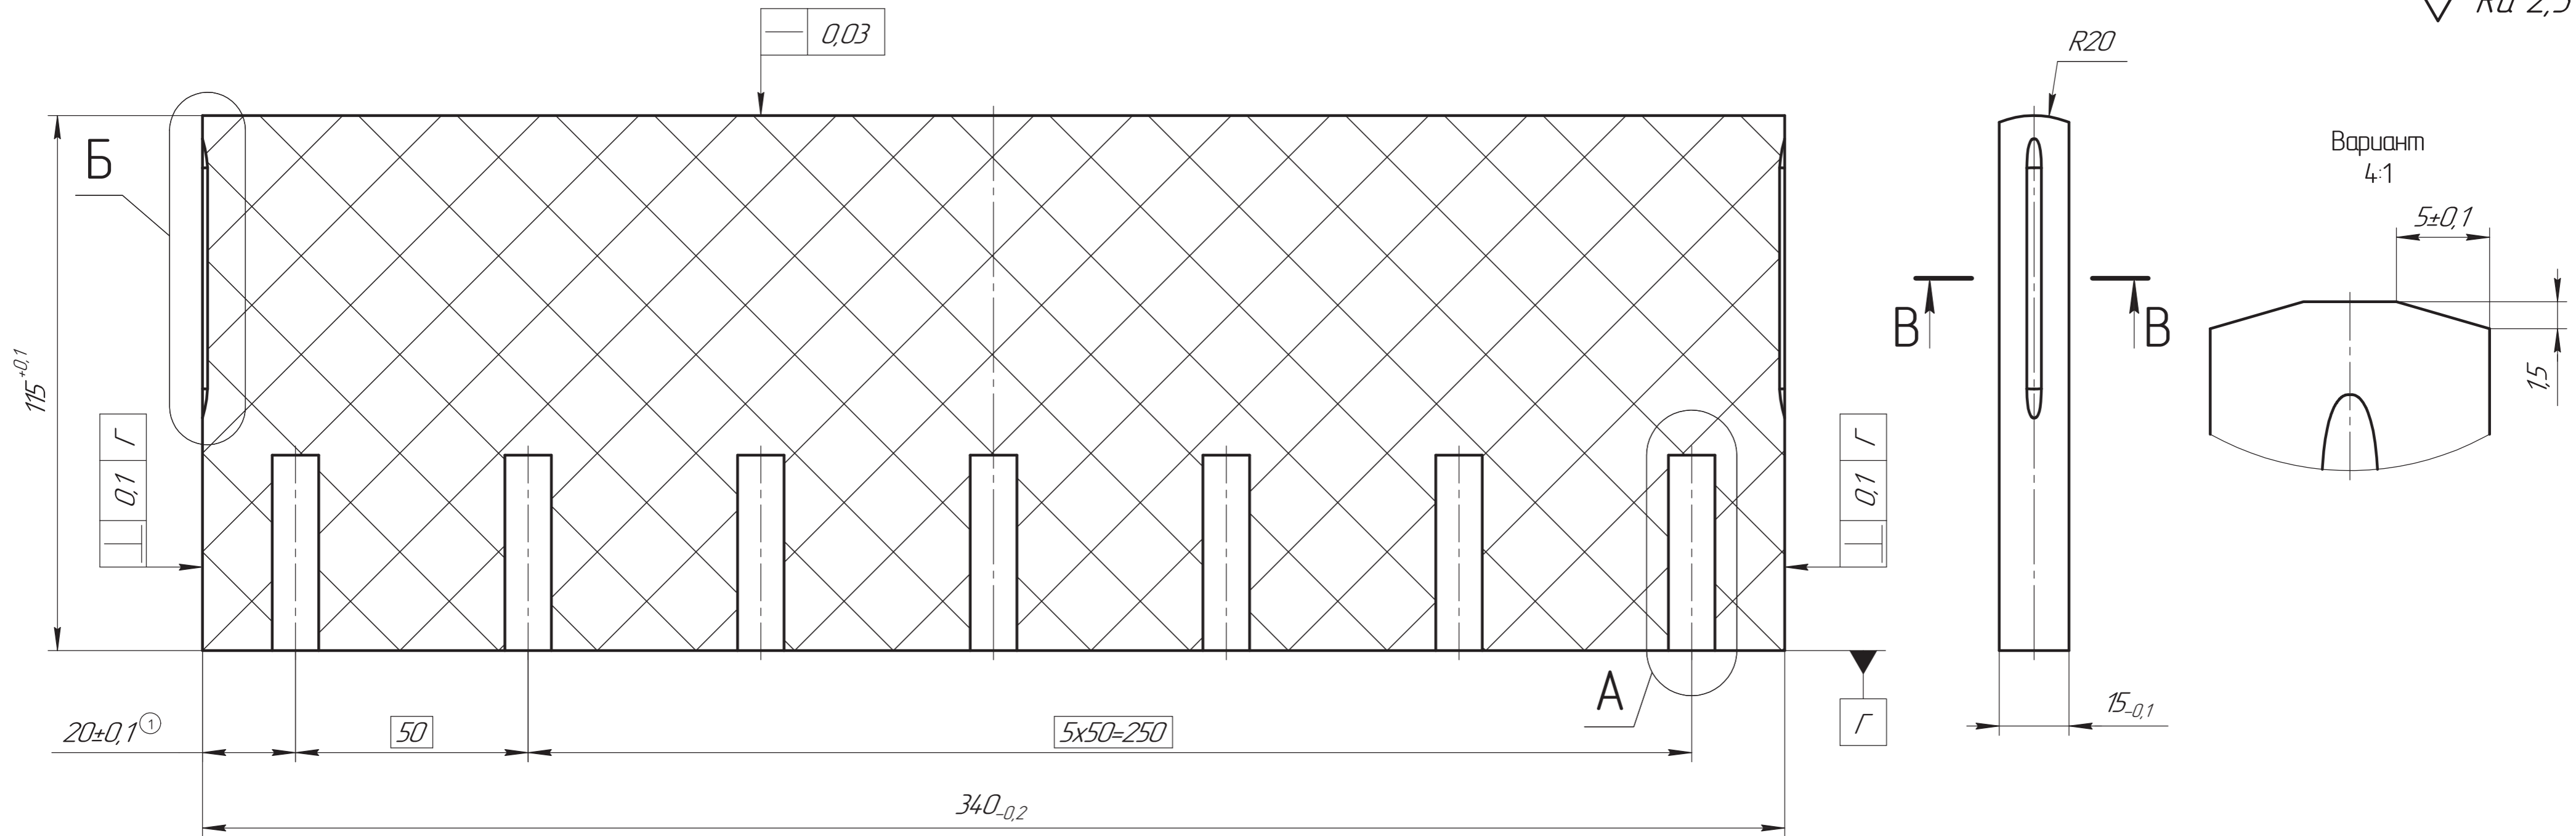 0,03
Ra 2,5
R20
Б
Вариант
4:1
5±0,1
В
В
1,5
115+0,1
0,1 Г
0,1 Г
А
20±0,1 1
50
5x50=250
Г
15-0,1
340-0,2